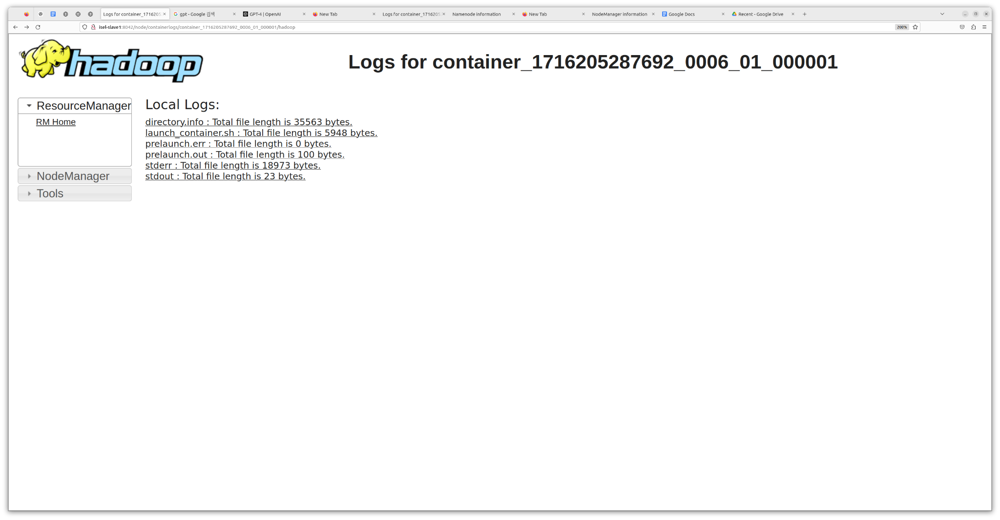 Logs for container_1716205
gpt - Google 검색
GPT-4 | OpenAI
New Tab
Logs for container_1716205
Namenode information
New Tab
NodeManager information
Google Docs
Recent - Google Drive
isel-slave1:8042/node/containerlogs/container_1716205287692_0006_01_000001/hadoop
200%
hadoop
Logs for container_1716205287692_0006_01_000001
ResourceManager
RM Home
NodeManager
Tools
Local Logs:
directory.info : Total file length is 35563 bytes.
launch_container.sh : Total file length is 5948 bytes.
prelaunch.err : Total file length is 0 bytes.
prelaunch.out : Total file length is 100 bytes.
stderr : Total file length is 18973 bytes.
stdout : Total file length is 23 bytes.